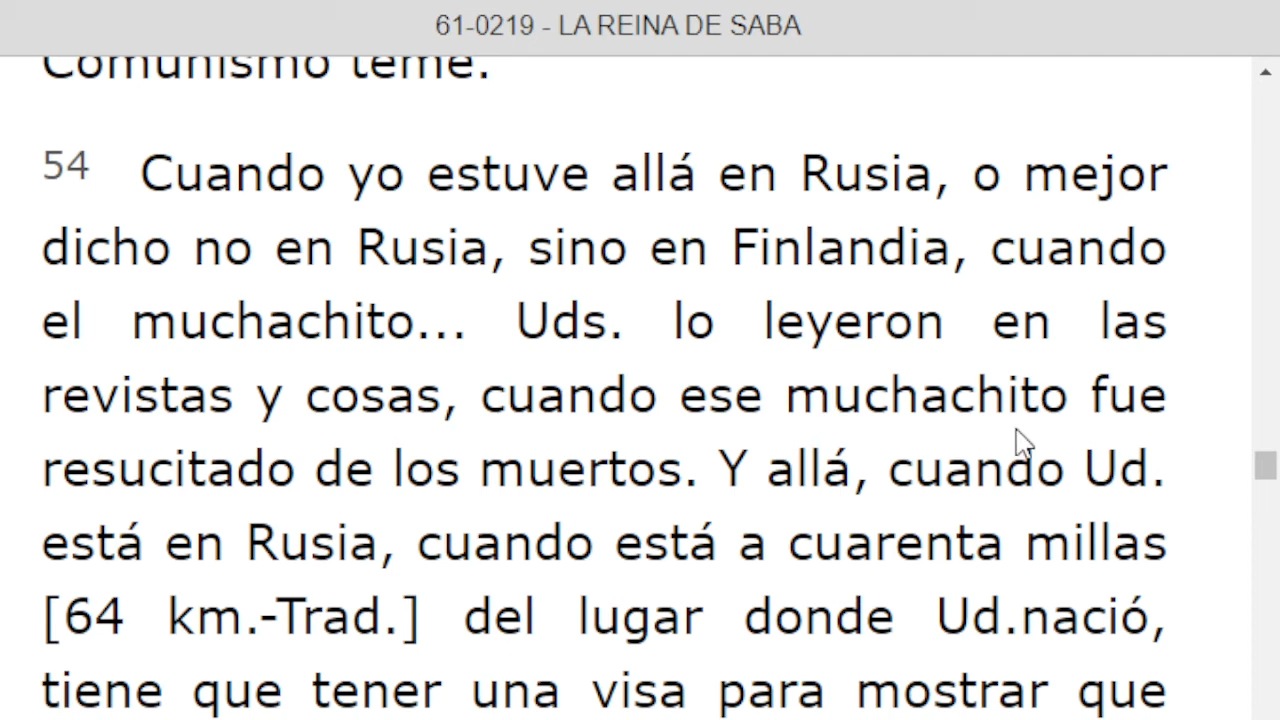 61-0219 - LA REINA DE SABA
Comunismo teme.
54 Cuando yo estuve allá en Rusia, o mejor
dicho no en Rusia, sino en Finlandia, cuando
el muchachito... Uds. lo leyeron en las
revistas y cosas, cuando ese muchachito fue
resucitado de los muertos. Y allá, cuando Ud.
está en Rusia, cuando está a cuarenta millas
[64 km.-Trad.] del lugar donde Ud.nació,
tiene que tener una visa para mostrar que